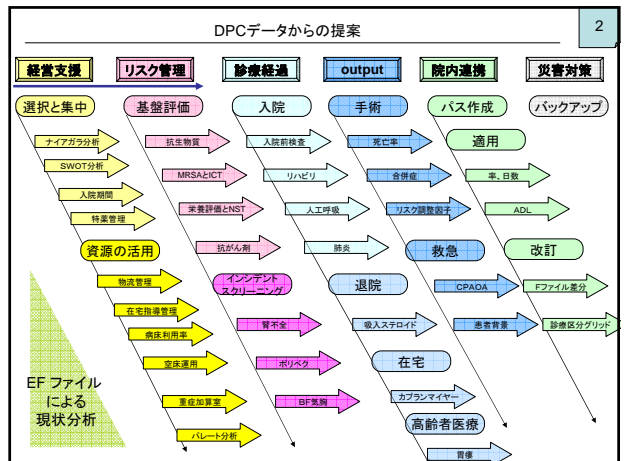 DPCデータからの提案
2
経営支援
リスク管理
診療経過
output
院内連携
災害対策
選択と集中
基盤評価
入院
手術
パス作成
バックアップ
ナイアガラ分析
抗生物質
入院前検査
死亡率
適用
SWOT分析
MRSAとICT
リハビリ
合併症
率、日数
入院期間
栄養評価とNST
人工呼吸
リスク調整因子
ADL
特薬管理
抗がん剤
肺炎
資源の活用
救急
改訂
インシデント
スクリーニング
退院
物流管理
CPAOA
Fファイル差分
在宅指導管理
腎不全
吸入ステロイド
患者背景
診療区分グリッド
病床利用率
空床運用
ポリペク
在宅
EF ファイル
による
現状分析
重症加算室
BF気胸
カプランマイヤー
高齢者医療
パレート分析
胃瘻